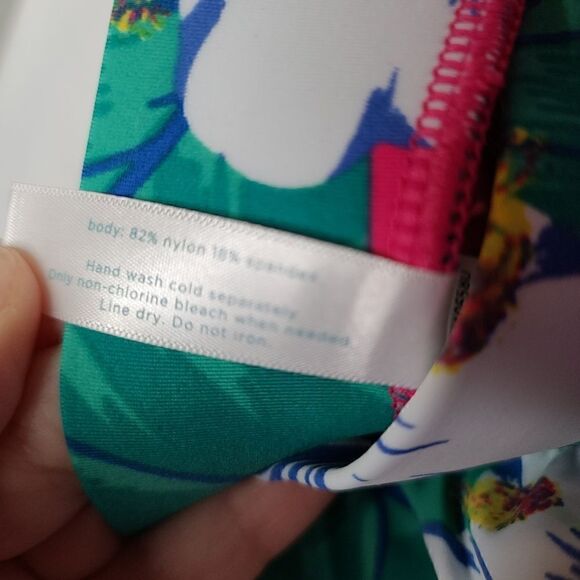 body: 82% nylon 18% spandex
Hand wash cold separately
Only non-chlorine bleach when needed
Line dry. Do not iron.